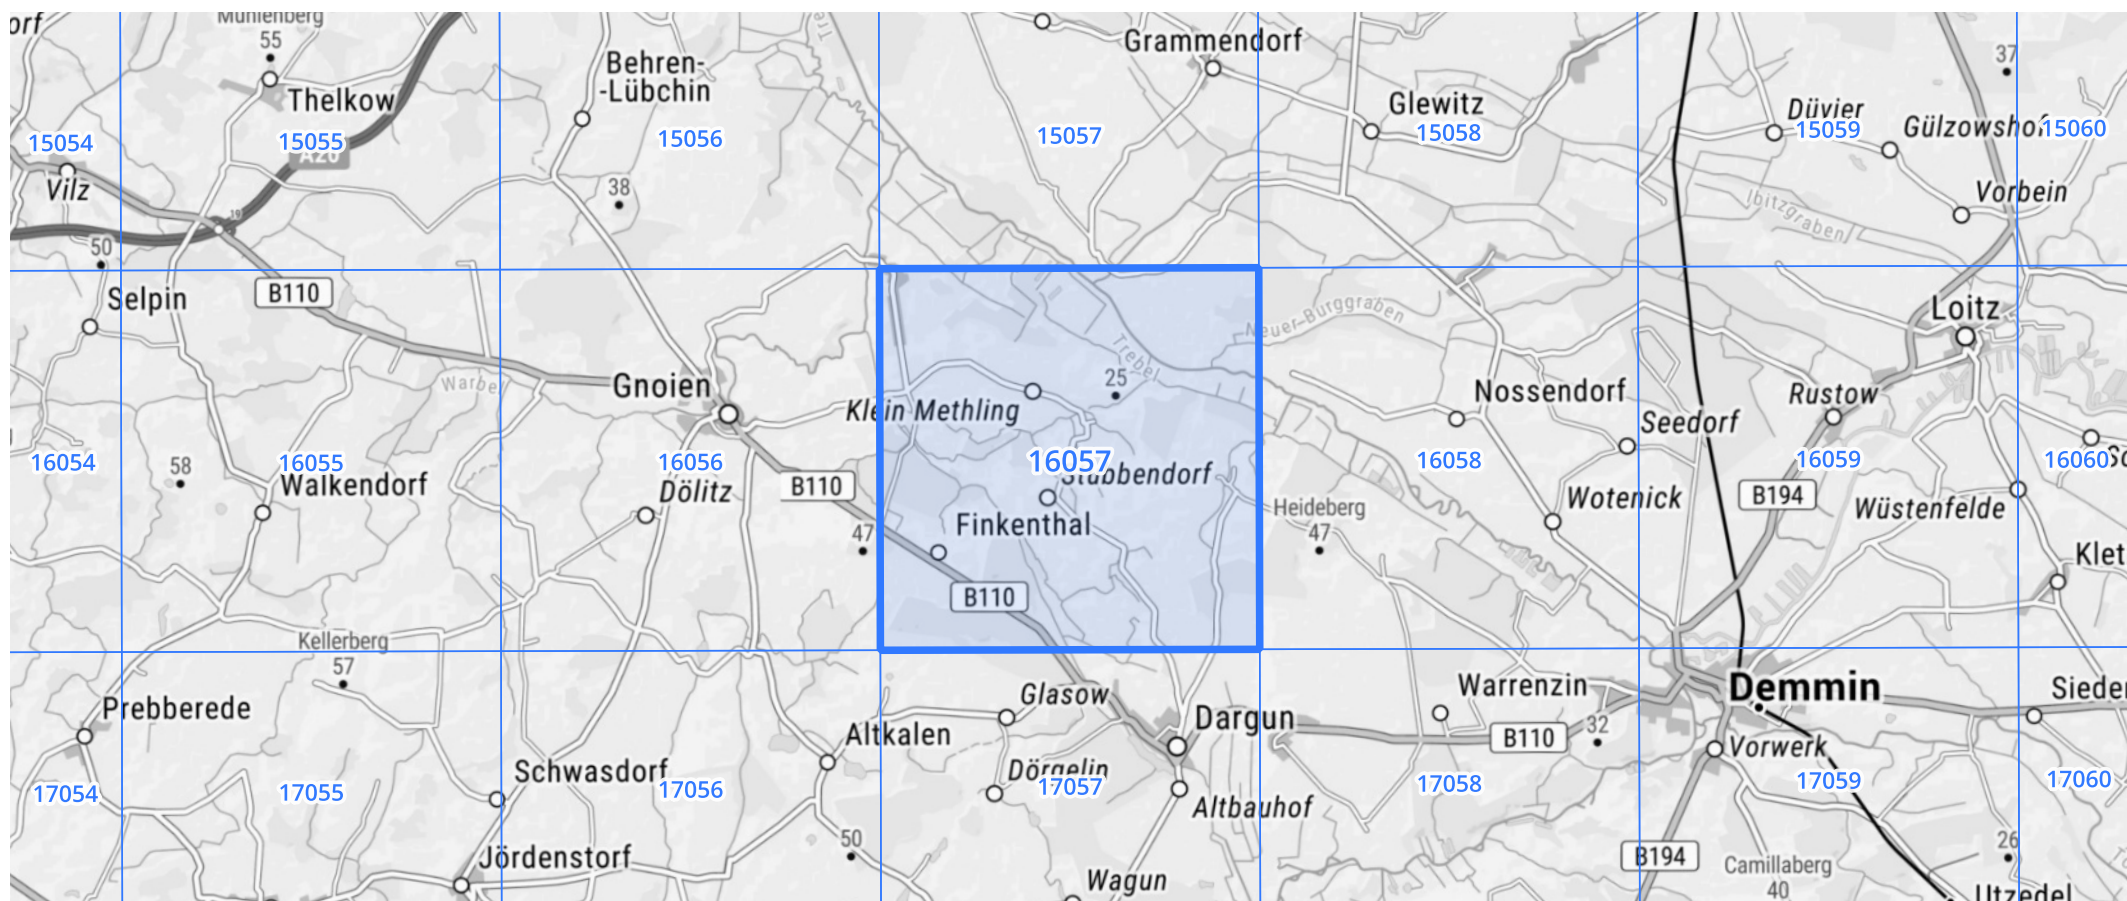 Mühlenberg
55
Thelkow
15054
15055
A20
Vilz
19
50
Behren-
-Lübchin
15056
38
Grammendorf
15057
Glewitz
15058
37
Düvier
15059
Gülzowshof
15060
Vorbein
Ibitzgraben
Selpin
B110
Warbel
Gnoien
16054
58
16055
Walkendorf
16056
Dölitz
B110
47
Klein Methling
Trebel
25
16057
Stubbendorf
Finkenthal
B110
Neuer-Burggraben
Nossendorf
16058
Heideberg
47
Wotenick
Loitz
Rustow
Seedorf
16059
16060
B194
Wüstenfelde
Kellerberg
57
Prebberede
17054
17055
Schwasdorf
17056
Jördenstorf
Altkalen
50
Glasow
Dargun
Dörgelin
17057
Altbauhof
Wagun
Warrenzin
B110
32
17058
Demmin
Vorwerk
17059
17060
B194
Camillaberg
40
26
Utzedel